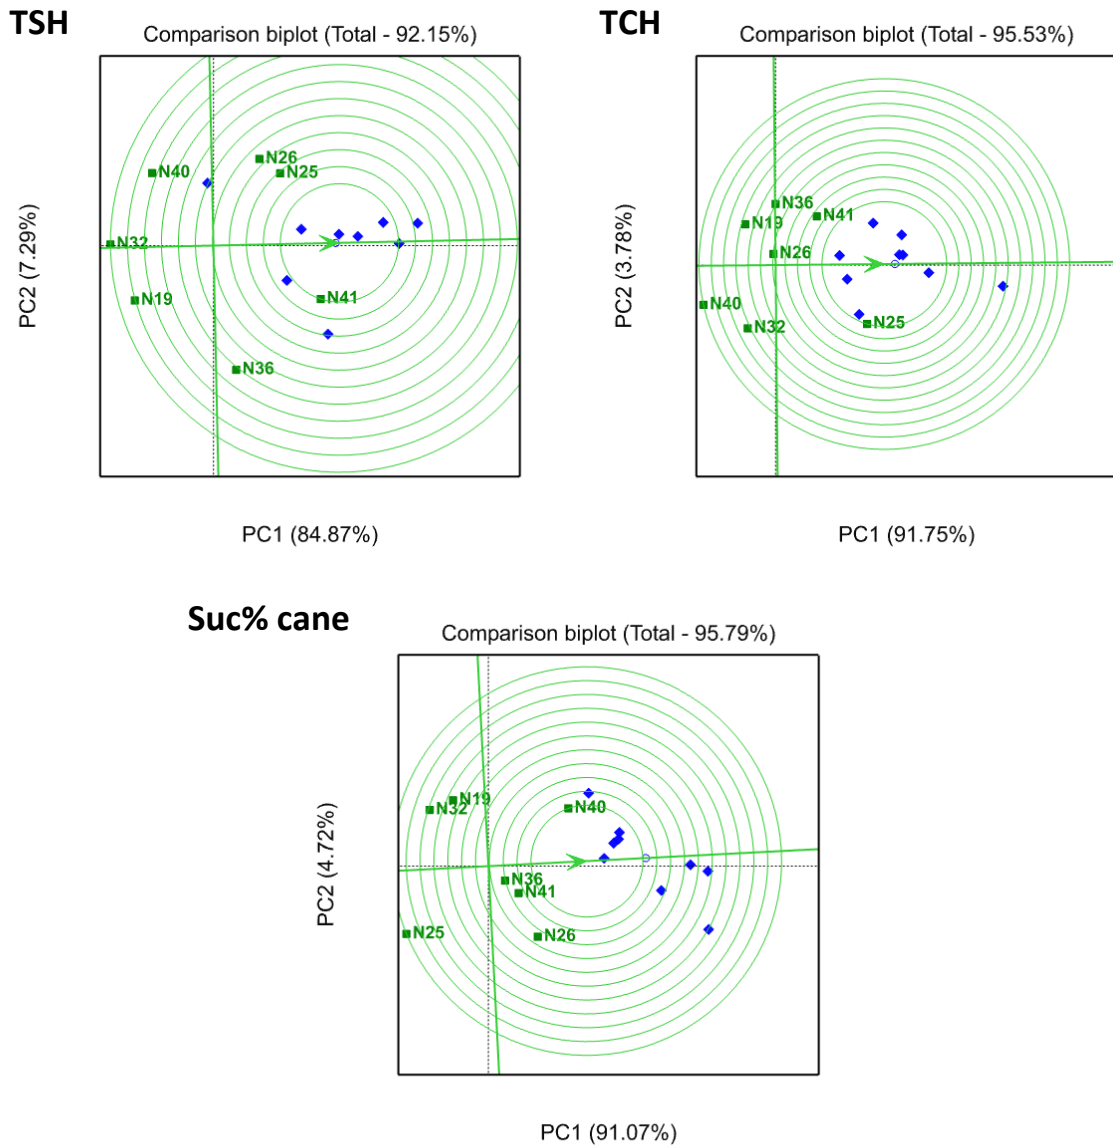 TSH
Comparison biplot (Total - 92.15%)
N26
N25
N40
N32
N19
N41
N36
PC2 (7.29%)
PC1 (84.87%)
TCH
Comparison biplot (Total - 95.53%)
N36
N41
N19
N26
N40
N32
N25
PC2 (3.78%)
PC1 (91.75%)
Suc% cane
Comparison biplot (Total - 95.79%)
N19
N32
N40
N36
N41
N25
N26
PC2 (4.72%)
PC1 (91.07%)